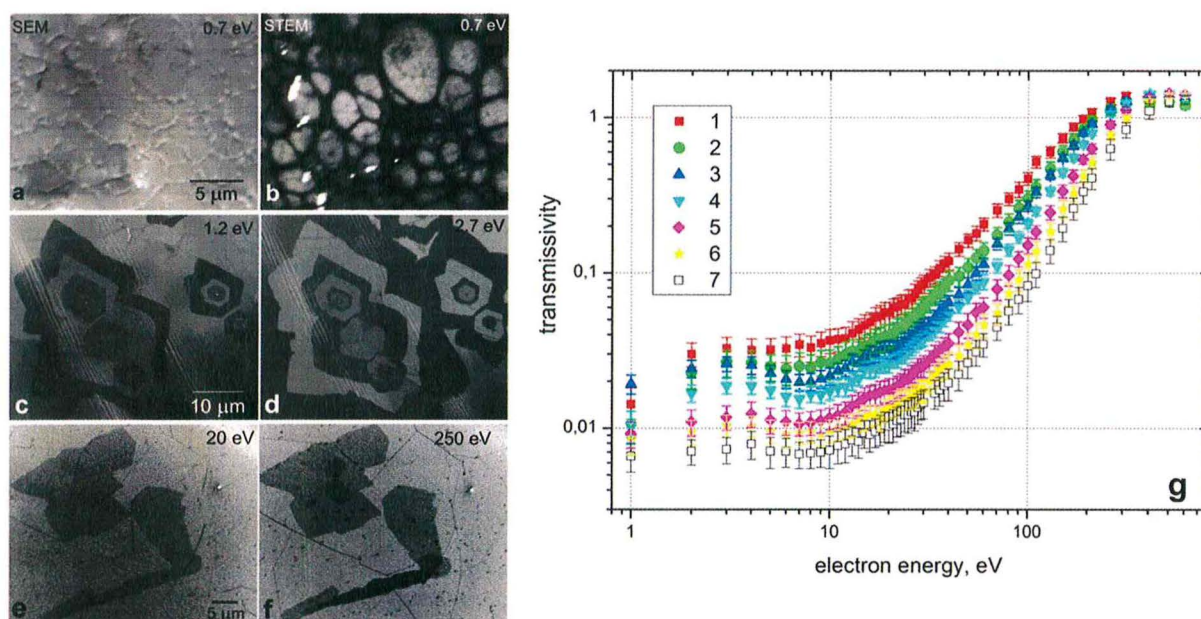 SEM 0.7 eV
STEM 0.7 eV
a 5 µm
b
1.2 eV
2.7 eV
c 10 µm
d
20 eV
250 eV
e 5 µm
f
transmissivity
1
0,1
0,01
1
2
3
4
5
6
7
g
1 10 100
electron energy, eV